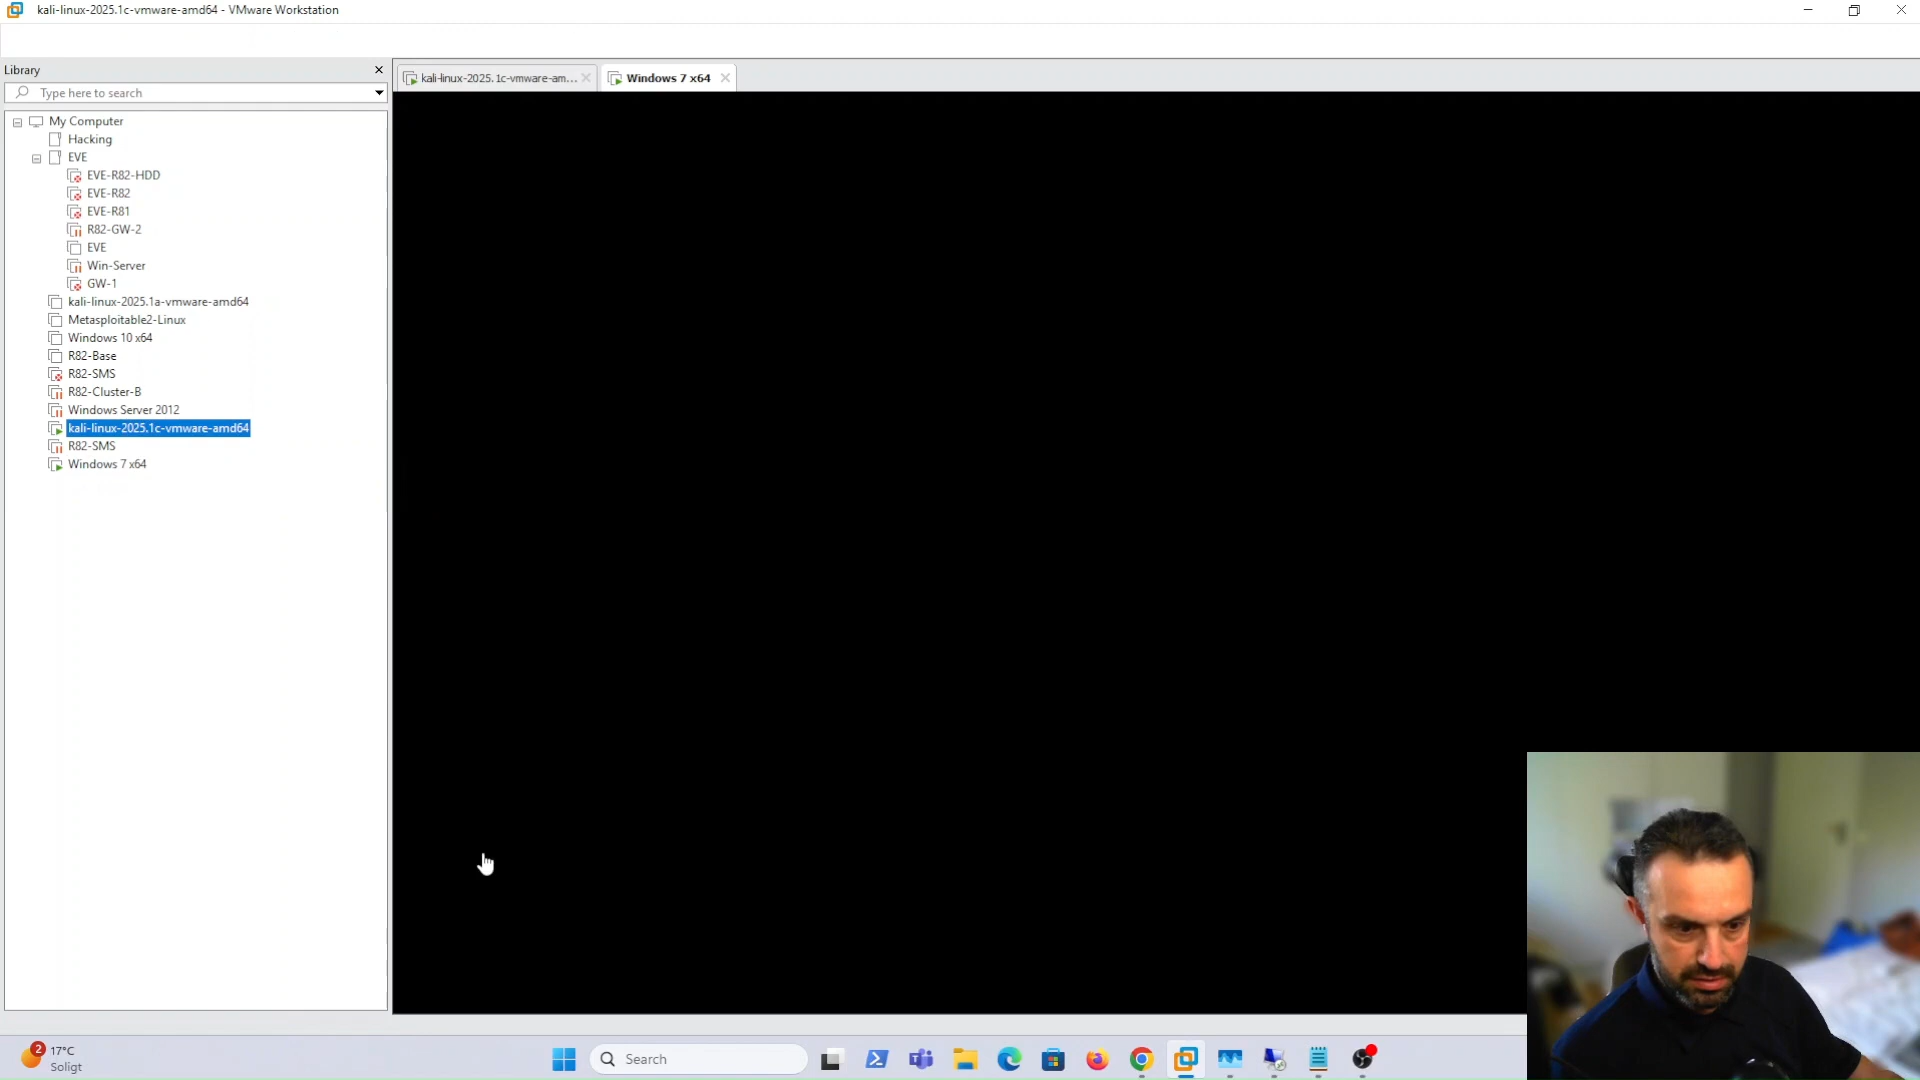 kali-linux-2025.1c-vmware-amd64 - VMware Workstation
Library
Type here to search
kali-linux-2025.1c-vmware-am...
Windows 7 x64
My Computer
Hacking
EVE
EVE-R82-HDD
EVE-R82
EVE-R81
R82-GW-2
EVE
Win-Server
GW-1
kali-linux-2025.1a-vmware-amd64
Metasploitable2-Linux
Windows 10 x64
R82-Base
R82-SMS
R82-Cluster-B
Windows Server 2012
kali-linux-2025.1c-vmware-amd64
R82-SMS
Windows 7 x64
2
17°C
Soligt
Search